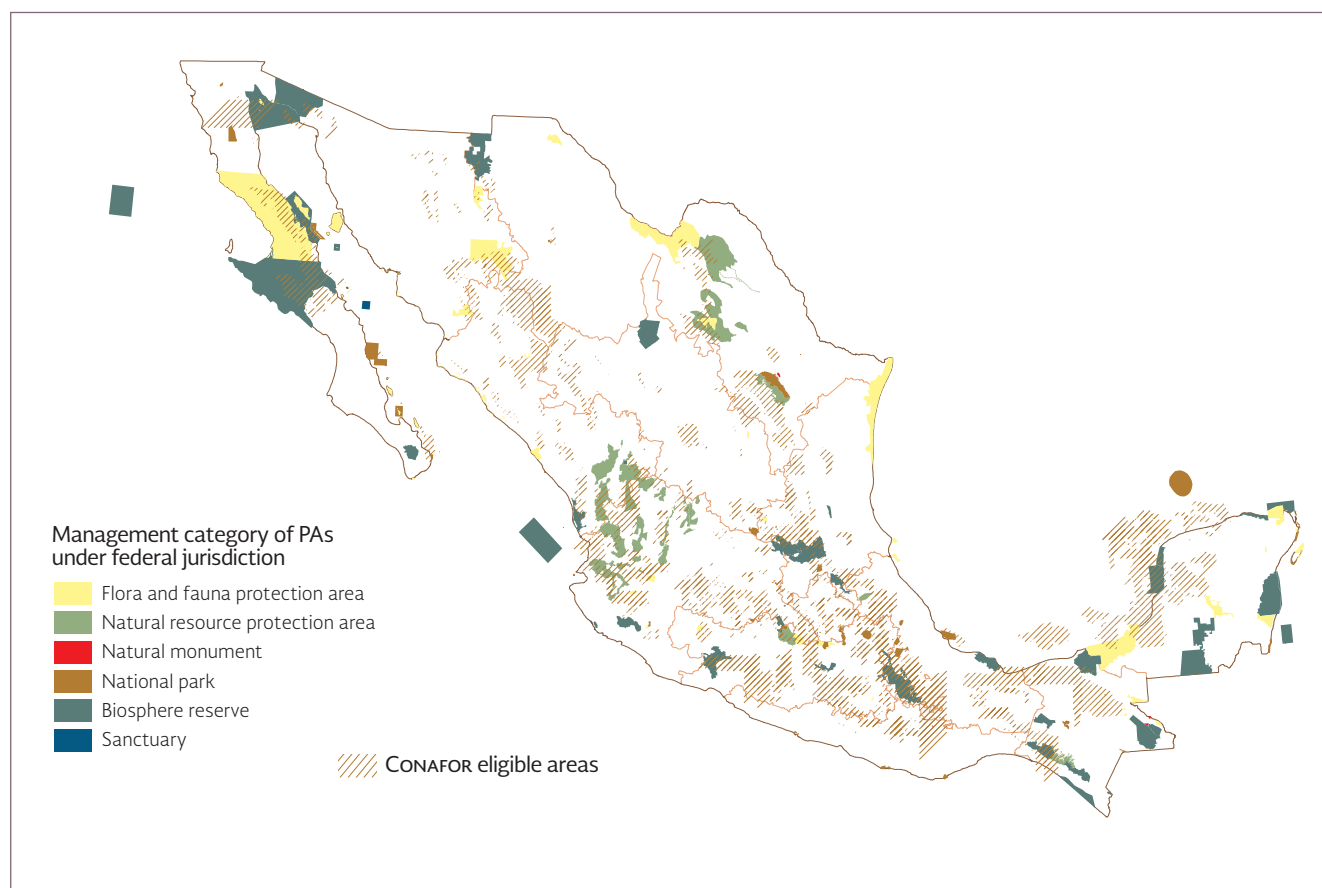 Management category of PAs
under federal jurisdiction
Flora and fauna protection area
Natural resource protection area
Natural monument
National park
Biosphere reserve
Sanctuary
CONAFOR eligible areas